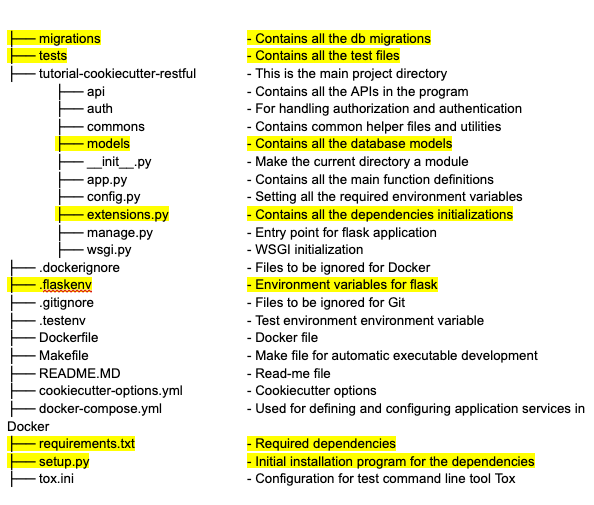 ├── migrations - Contains all the db migrations
├── tests - Contains all the test files
├── tutorial-cookiecutter-restful - This is the main project directory
├── api - Contains all the APIs in the program
├── auth - For handling authorization and authentication
├── commons - Contains common helper files and utilities
├── models - Contains all the database models
├── __init__.py - Make the current directory a module
├── app.py - Contains all the main function definitions
├── config.py - Setting all the required environment variables
├── extensions.py - Contains all the dependencies initializations
├── manage.py - Entry point for flask application
├── wsgi.py - WSGI initialization
├── .dockerignore - Files to be ignored for Docker
├── .flaskenv - Environment variables for flask
├── .gitignore - Files to be ignored for Git
├── .testenv - Test environment environment variable
├── Dockerfile - Docker file
├── Makefile - Make file for automatic executable development
├── README.MD - Read-me file
├── cookiecutter-options.yml - Cookiecutter options
├── docker-compose.yml - Used for defining and configuring application services in
Docker
├── requirements.txt - Required dependencies
├── setup.py - Initial installation program for the dependencies
├── tox.ini - Configuration for test command line tool Tox